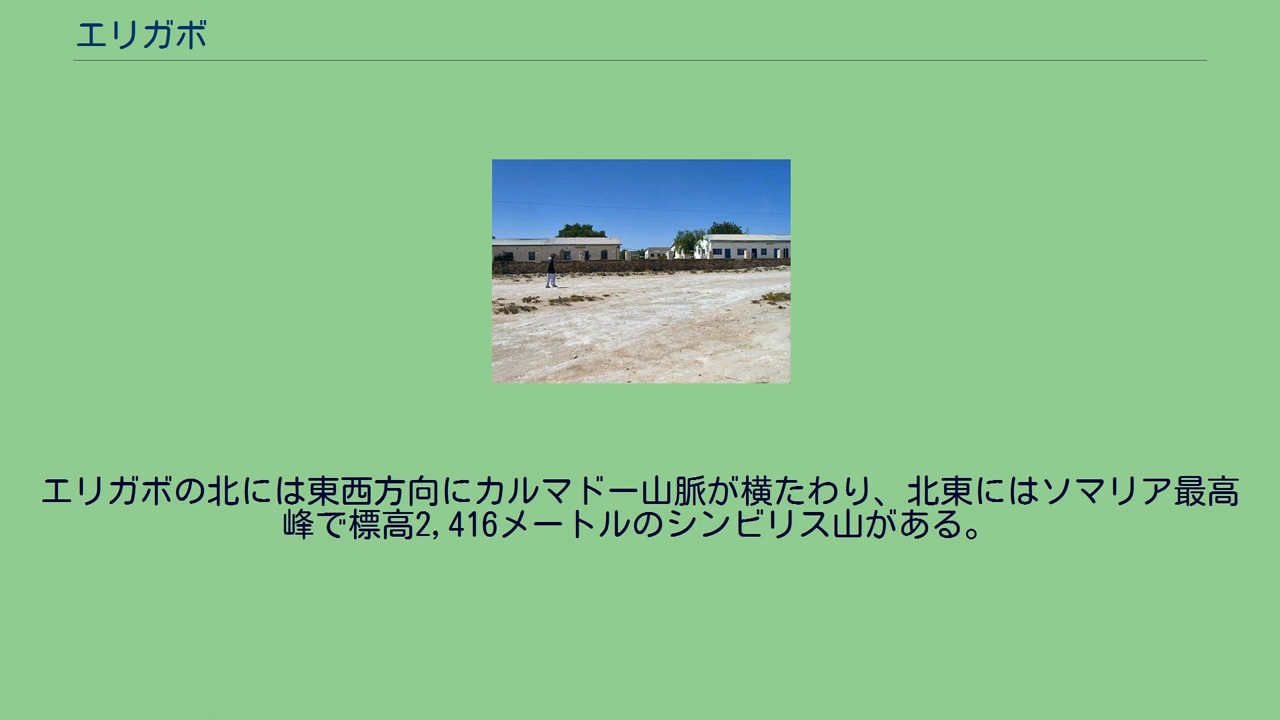 エリガボ
エリガボの北には東西方向にカルマドー山脈が横たわり、北東にはソマリア最高
峰で標高2,416メートルのシンビリス山がある。